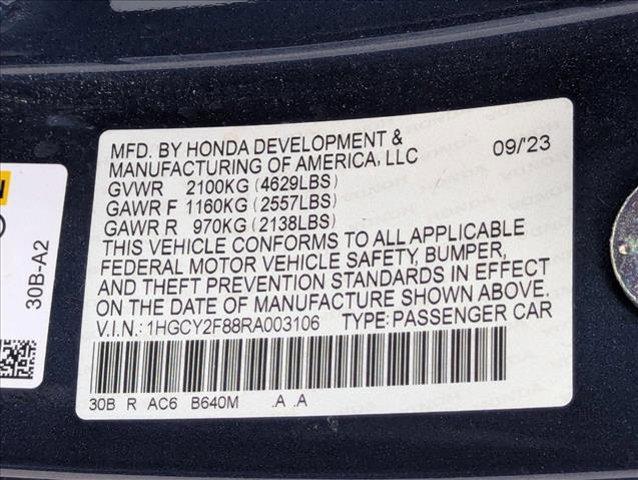 MFD. BY HONDA DEVELOPMENT &
MANUFACTURING OF AMERICA, LLC 09/'23
GVWR 2100KG (4629LBS)
GAWR F 1160KG (2557LBS)
GAWR R 970KG (2138LBS)
THIS VEHICLE CONFORMS TO ALL APPLICABLE
FEDERAL MOTOR VEHICLE SAFETY, BUMPER,
AND THEFT PREVENTION STANDARDS IN EFFECT
ON THE DATE OF MANUFACTURE SHOWN ABOVE.
V.I.N.: 1HGCY2F88RA003106 TYPE: PASSENGER CAR
30B R AC6 B640M .A .A
30B-A2